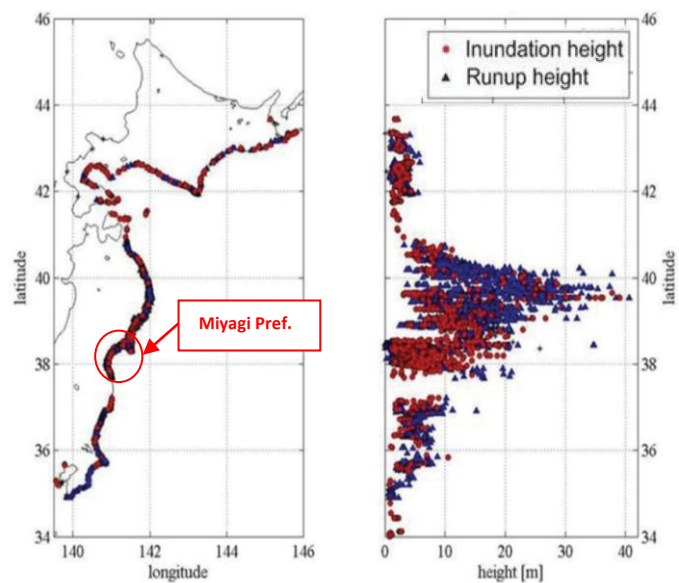 46
44
42
40
38
36
34
latitude
140
142
144
146
longitude
Miyagi Pref.
Inundation height
Runup height
46
44
42
40
38
36
34
latitude
latitude
0
10
20
30
40
height [m]